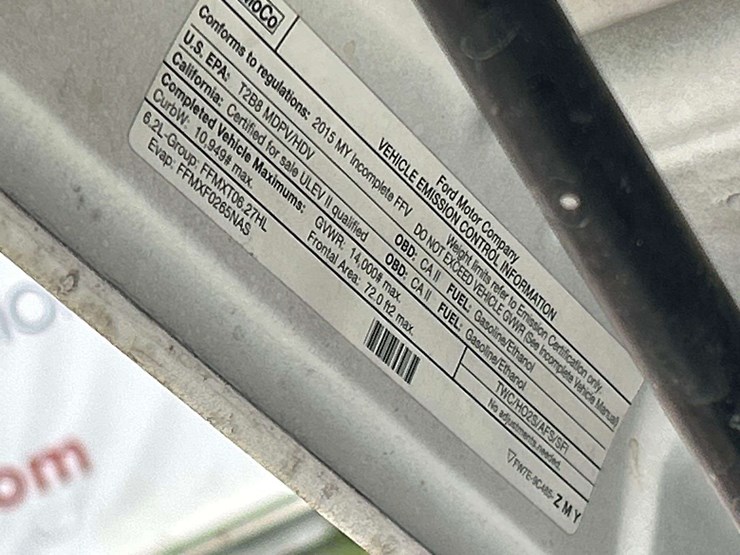 MoCo
Ford Motor Company
VEHICLE EMISSION CONTROL INFORMATION
Conforms to regulations: 2015 MY Incomplete FFV
Weight limits refer to Emission Certification only.
DO NOT EXCEED VEHICLE GVWR (See Incomplete Vehicle Manual)
U.S. EPA: T2B8 MDPV/HDV OBD: CA II FUEL: Gasoline/Ethanol
California: Certified for sale ULEV II qualified OBD: CA II FUEL: Gasoline/Ethanol
Completed Vehicle Maximums: GVWR: 14,000# max.
CurbW: 10,949# max. Frontal Area: 72.0 ft2 max.
TWC/HO2S/AFS/SFI
6.2L-Group: FFMXT06.27HL
No adjustments needed.
Evap: FFMXF0265NAS
FW7E-9C485-ZMY
om